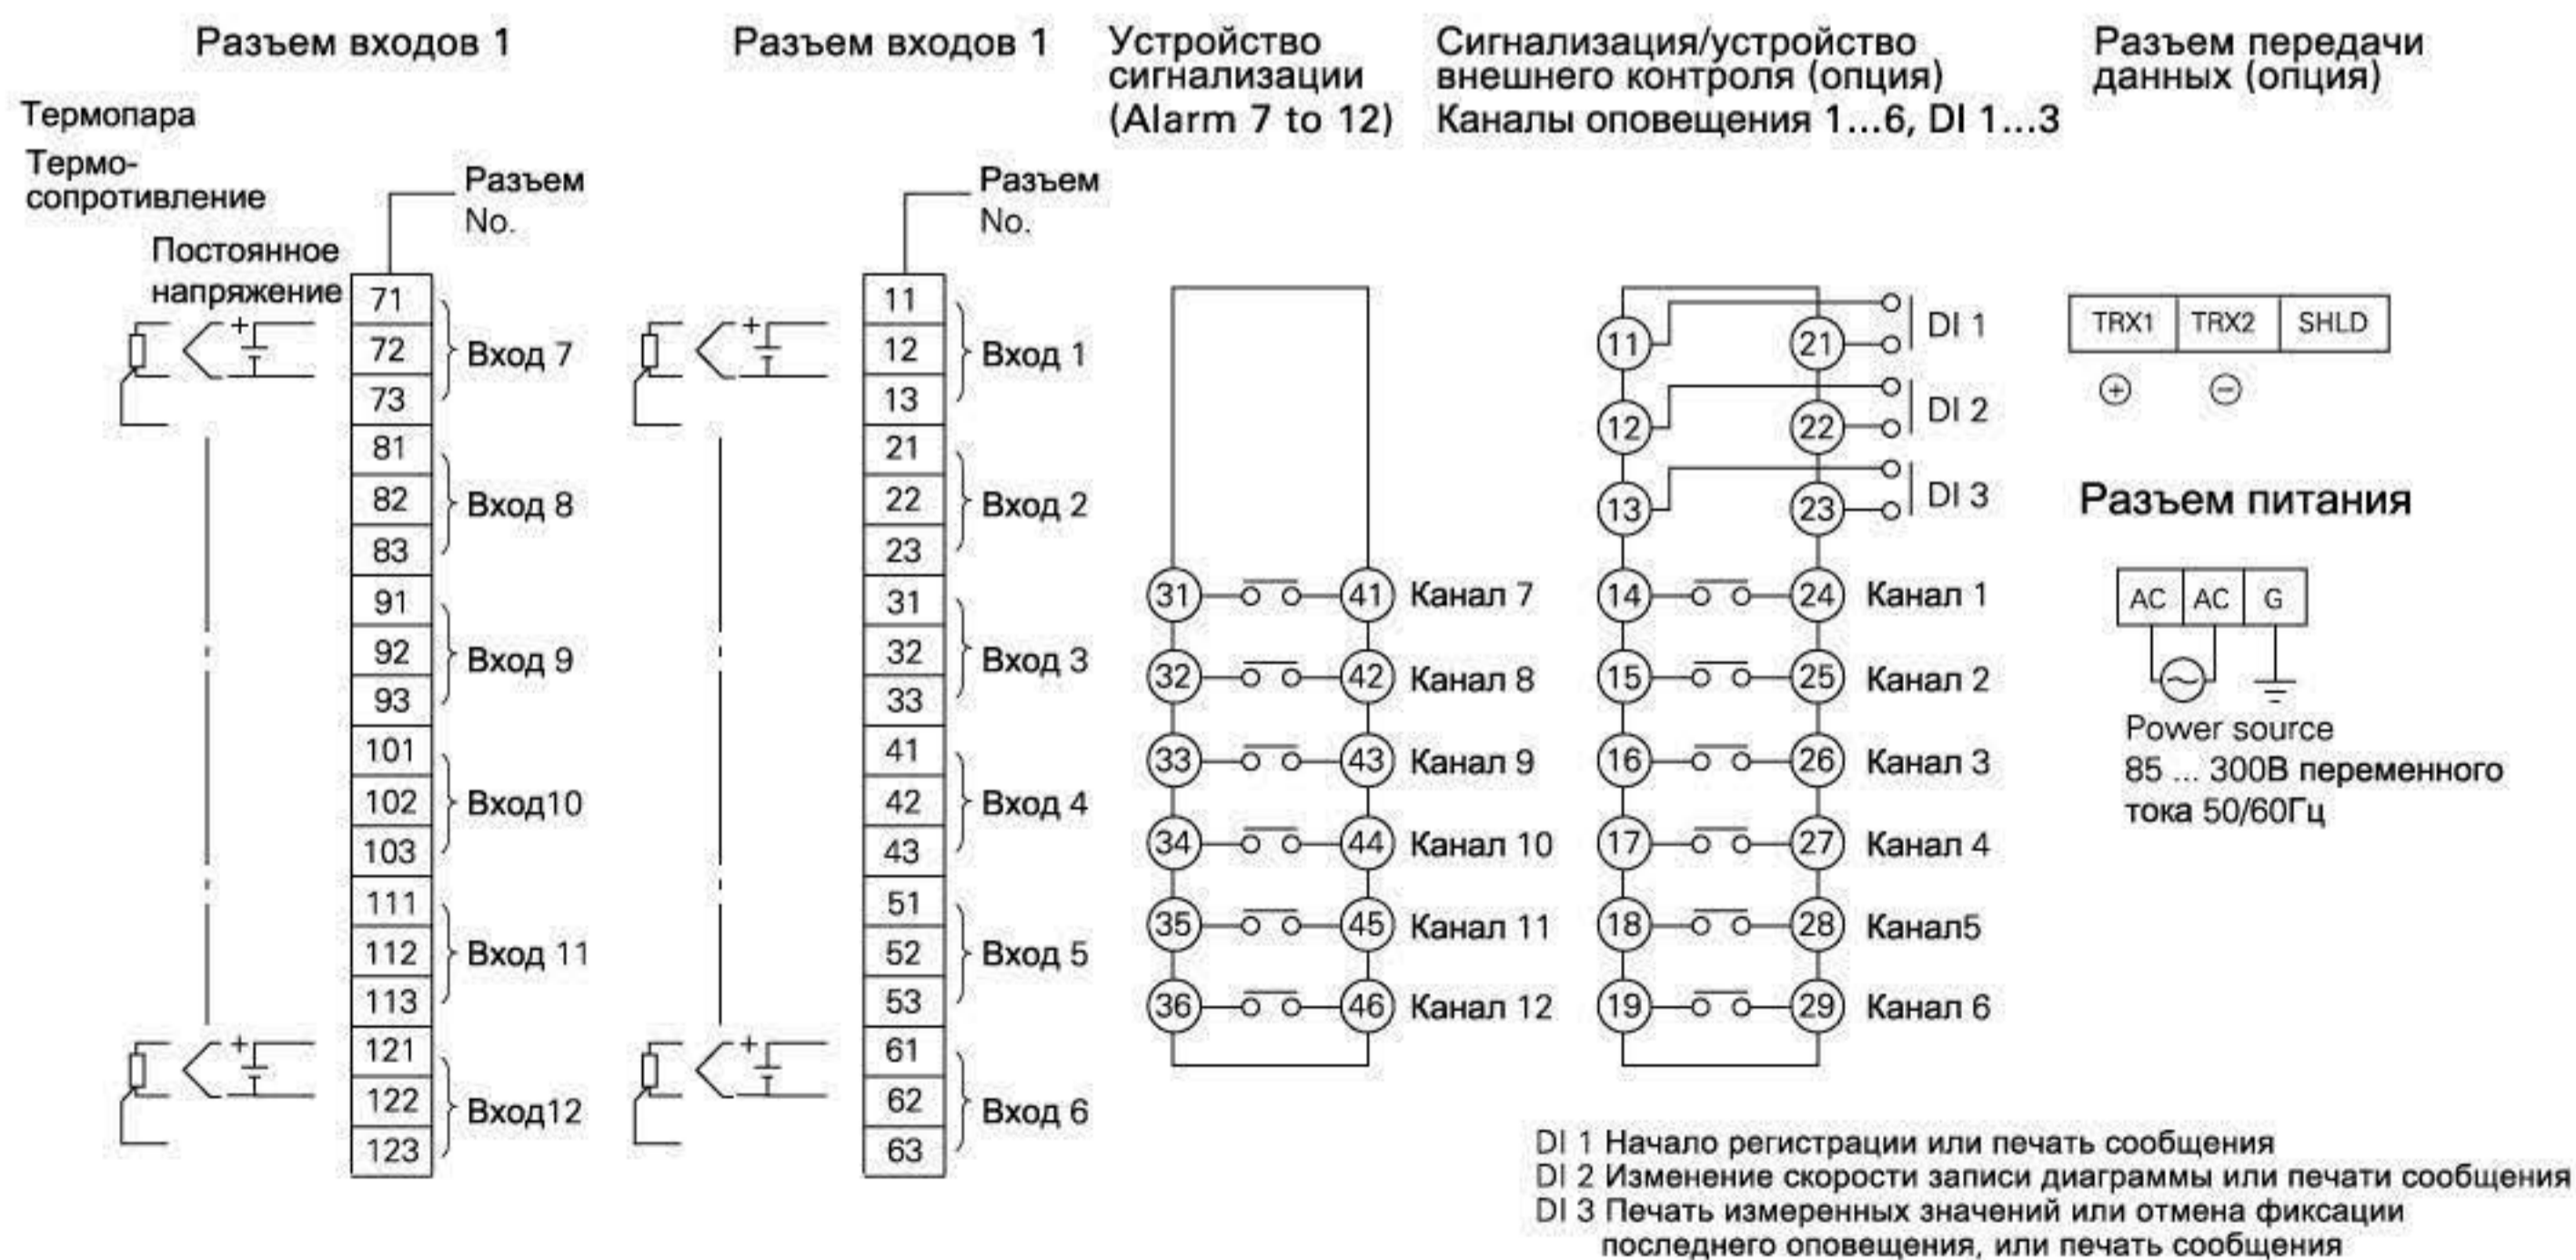 Разъем входов 1
Термопара
Термо-
сопротивление
Постоянное
напряжение
Разъем
No.
71
72
73
81
82
83
91
92
93
101
102
103
111
112
113
121
122
123
+
+
Вход 7
Вход 8
Вход 9
Вход10
Вход 11
Вход12
Разъем входов 1
Разъем
No.
11
12
13
21
22
23
31
32
33
41
42
43
51
52
53
61
62
63
+
+
Вход 1
Вход 2
Вход 3
Вход 4
Вход 5
Вход 6
Устройство
сигнализации
(Alarm 7 to 12)
31 41 Канал 7
32 42 Канал 8
33 43 Канал 9
34 44 Канал 10
35 45 Канал 11
36 46 Канал 12
Сигнализация/устройство
внешнего контроля (опция)
Каналы оповещения 1...6, DI 1...3
11 21 DI 1
12 22 DI 2
13 23 DI 3
14 24 Канал 1
15 25 Канал 2
16 26 Канал 3
17 27 Канал 4
18 28 Канал5
19 29 Канал 6
Разъем передачи
данных (опция)
TRX1 TRX2 SHLD
+ −
Разъем питания
AC AC G
Power source
85 ... 300В переменного
тока 50/60Гц
DI 1 Начало регистрации или печать сообщения
DI 2 Изменение скорости записи диаграммы или печати сообщения
DI 3 Печать измеренных значений или отмена фиксации
последнего оповещения, или печать сообщения